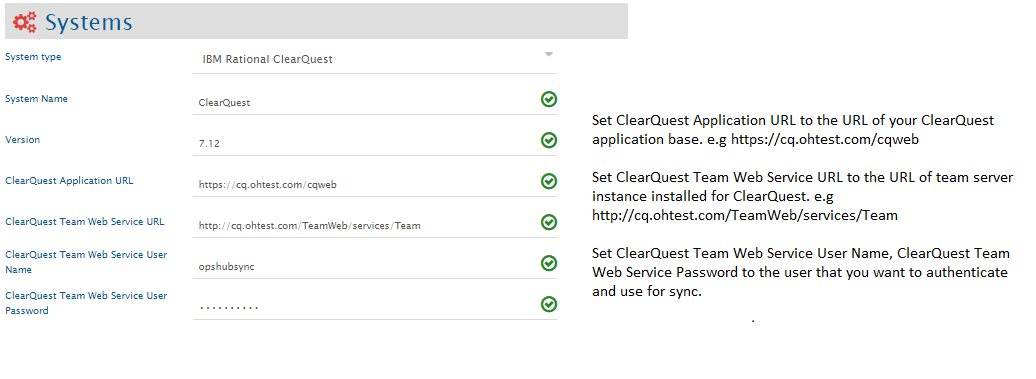 Systems
System type
IBM Rational ClearQuest
System Name
ClearQuest
Version
7.12
ClearQuest Application URL
https://cq.ohtest.com/cqweb
ClearQuest Team Web Service URL
http://cq.ohtest.com/TeamWeb/services/Team
ClearQuest Team Web Service User
Name
opshubsync
ClearQuest Team Web Service User
Password
..........
Set ClearQuest Application URL to the URL of your ClearQuest
application base. e.g https://cq.ohtest.com/cqweb
Set ClearQuest Team Web Service URL to the URL of team server
instance installed for ClearQuest. e.g
http://cq.ohtest.com/TeamWeb/services/Team
Set ClearQuest Team Web Service User Name, ClearQuest Team
Web Service Password to the user that you want to authenticate
and use for sync.
.